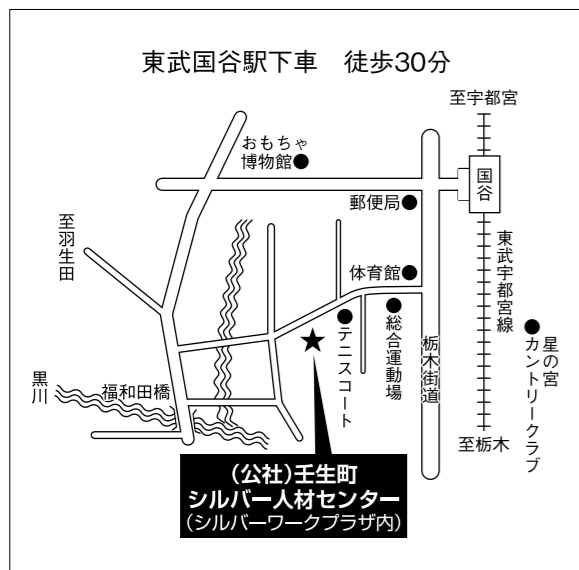 東武国谷駅下車　徒歩30分
至宇都宮
おもちゃ
博物館
国谷
郵便局
至羽生田
東武宇都宮線
体育館
星の宮
カントリークラブ
総合運動場
テニスコート
栃木街道
黒川
福和田橋
至栃木
(公社)壬生町
シルバー人材センター
(シルバーワークプラザ内)